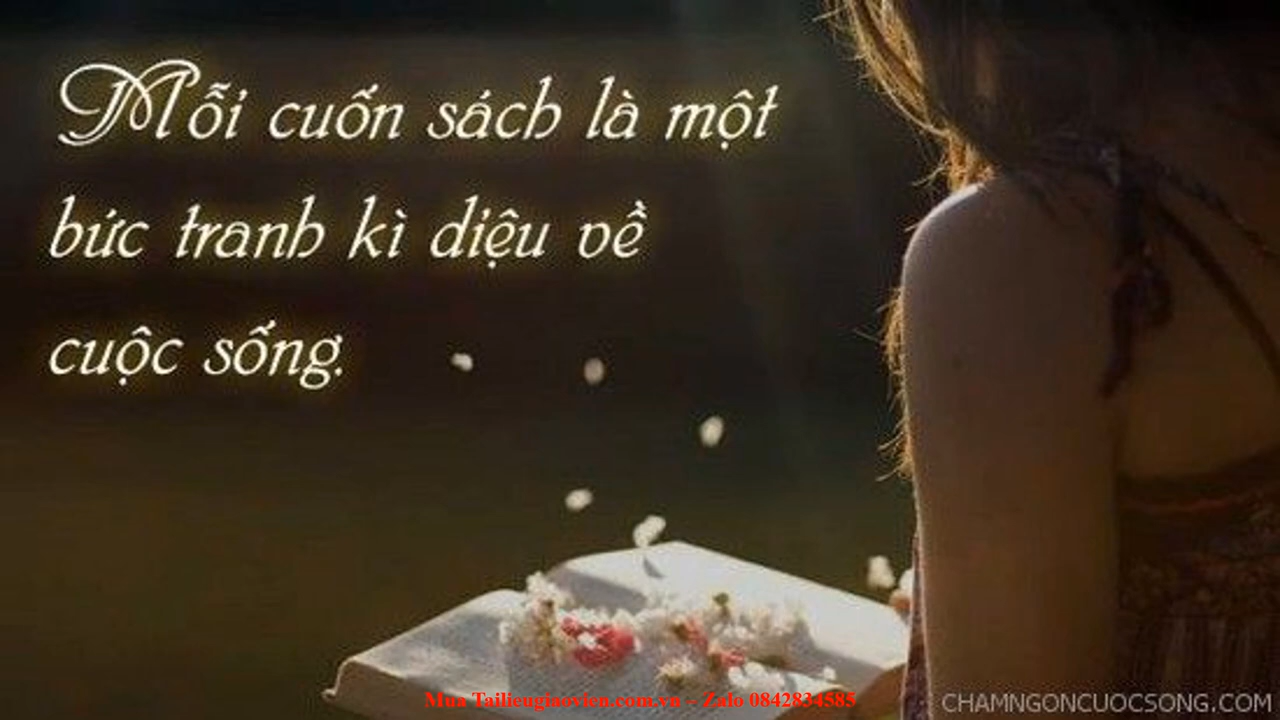 Mỗi cuốn sách là một
bức tranh kì diệu về
cuộc sống.
Mua Tailieugiaovien.com.vn – Zalo 0842834585
CHAMNGONCUOCSONG.COM